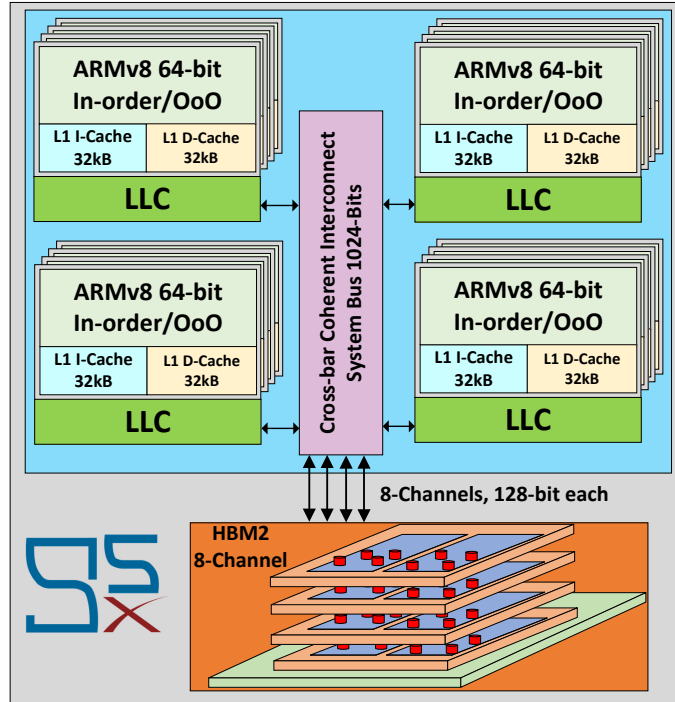 ARMv8 64-bit
In-order/OoO
L1 I-Cache
32kB
L1 D-Cache
32kB
LLC
ARMv8 64-bit
In-order/OoO
L1 I-Cache
32kB
L1 D-Cache
32kB
LLC
Cross-bar Coherent Interconnect
System Bus 1024-Bits
ARMv8 64-bit
In-order/OoO
L1 I-Cache
32kB
L1 D-Cache
32kB
LLC
ARMv8 64-bit
In-order/OoO
L1 I-Cache
32kB
L1 D-Cache
32kB
LLC
8-Channels, 128-bit each
HBM2
8-Channel
gs
x